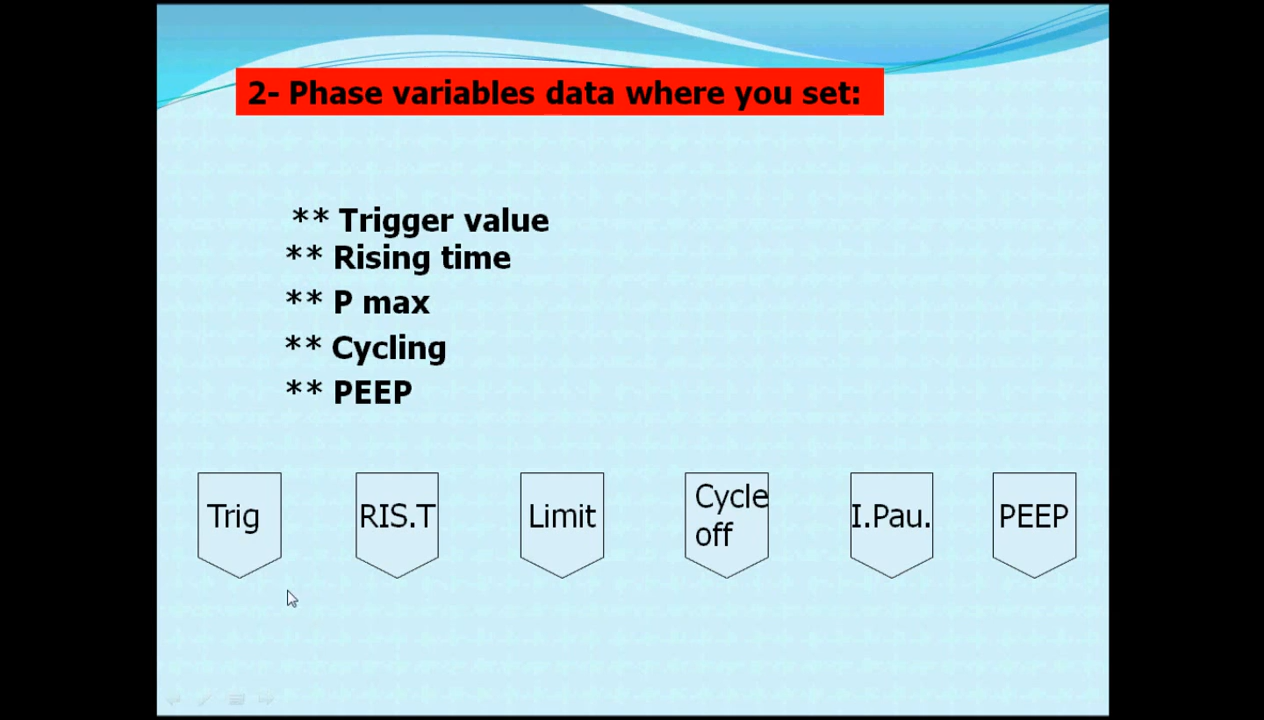 2- Phase variables data where you set:
** Trigger value
** Rising time
** P max
** Cycling
** PEEP
Trig
RIS.T
Limit
Cycle
off
I.Pau.
PEEP